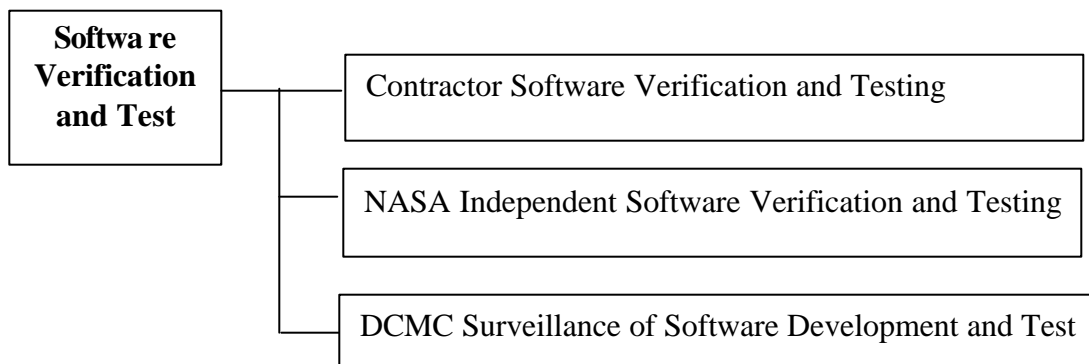 Softwa re
Verification
and Test
Contractor Software Verification and Testing
NASA Independent Software Verification and Testing
DCMC Surveillance of Software Development and Test